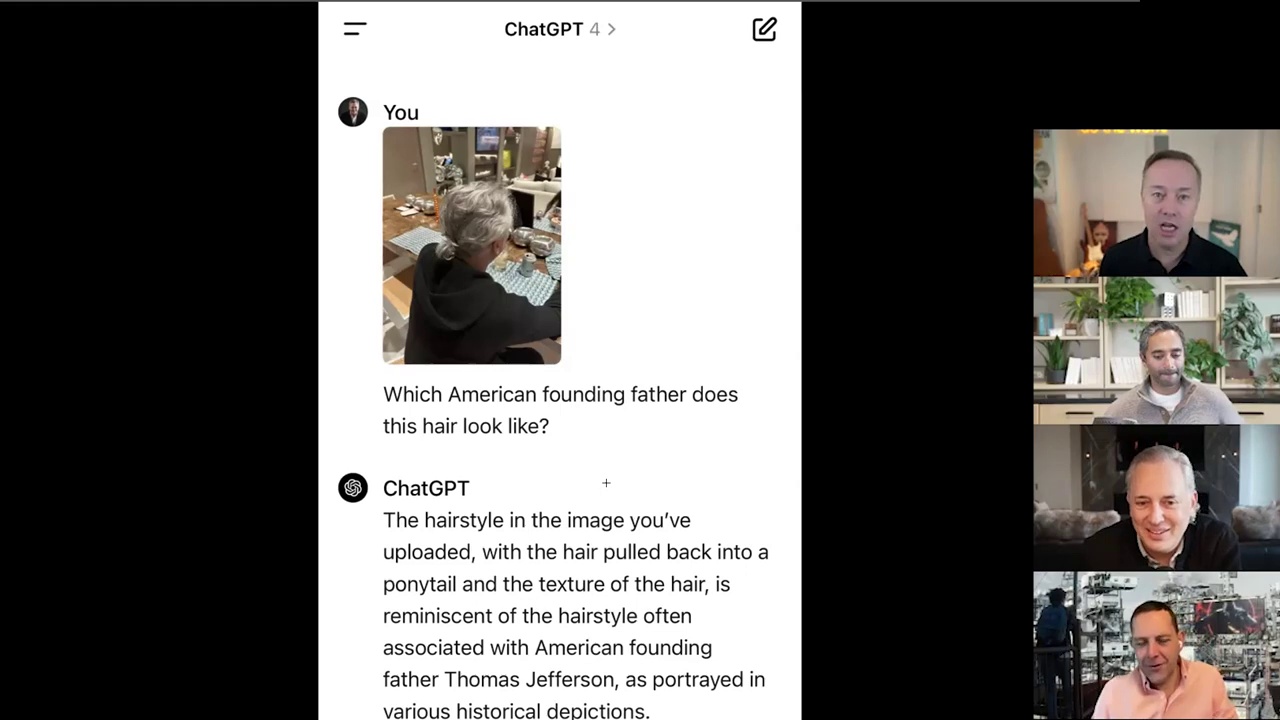 ChatGPT 4 >
You
Which American founding father does
this hair look like?
ChatGPT
The hairstyle in the image you’ve
uploaded, with the hair pulled back into a
ponytail and the texture of the hair, is
reminiscent of the hairstyle often
associated with American founding
father Thomas Jefferson, as portrayed in
various historical depictions.